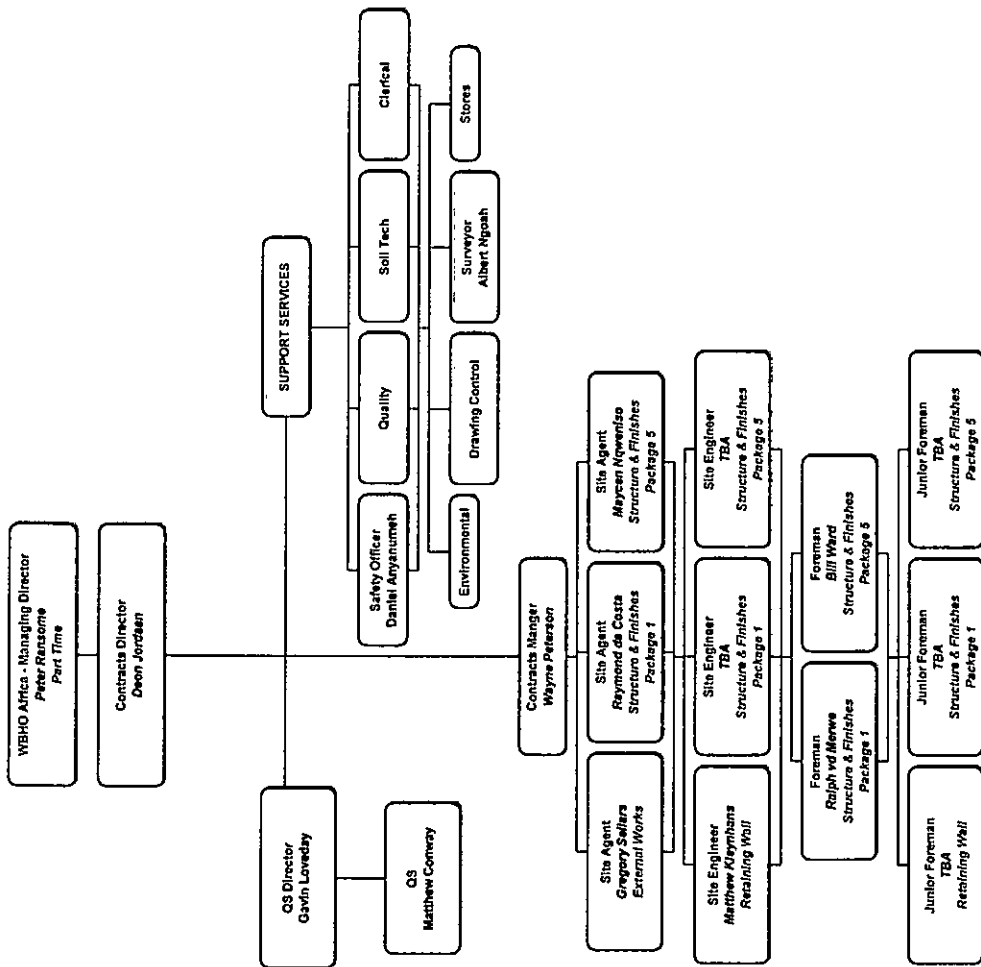 WBHO Africa - Managing Director
Peter Ransome
Part Time
Contracts Director
Deon Jordaan
QS Director
Gavin Loveday
QS
Matthew Conway
SUPPORT SERVICES
Safety Officer
Daniel Anyanumeh
Quality
Soil Tech
Clerical
Environmental
Drawing Control
Surveyor
Albert Ngoah
Stores
Contracts Manger
Wayne Peterson
Site Agent
Gregory Sellars
External Works
Site Agent
Raymond da Costa
Structure & Finishes
Package 1
Site Agent
Maycen Nqweniso
Structure & Finishes
Package 5
Site Engineer
Matthew Kleynhans
Retaining Wall
Site Engineer
TBA
Structure & Finishes
Package 1
Site Engineer
TBA
Structure & Finishes
Package 5
Foreman
Ralph vd Merwe
Structure & Finishes
Package 1
Foreman
Bill Ward
Structure & Finishes
Package 5
Junior Foreman
TBA
Retaining Wall
Junior Foreman
TBA
Structure & Finishes
Package 1
Junior Foreman
TBA
Structure & Finishes
Package 5